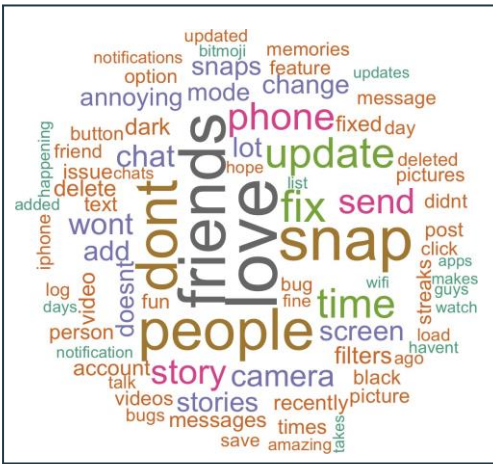 updated
bitmoji
notifications
memories
option
snaps
feature
updates
annoying
mode
change
message
phone
button
dark
fixed
day
friend
chat
lot
update
deleted
happening
issue
chats
hope
pictures
delete
list
didnt
added
text
dont
friends
love
fix
send
wont
snap
post
iphone
add
click
apps
log
video
doesnt
fun
bug
wifi
streaks
makes
days.
fine
time
guys
person
people
screen
watch
notification
load
account
story
camera
filters
ago
havent
talk
black
videos
stories
recently
picture
bugs
messages
times
takes
save
amazing